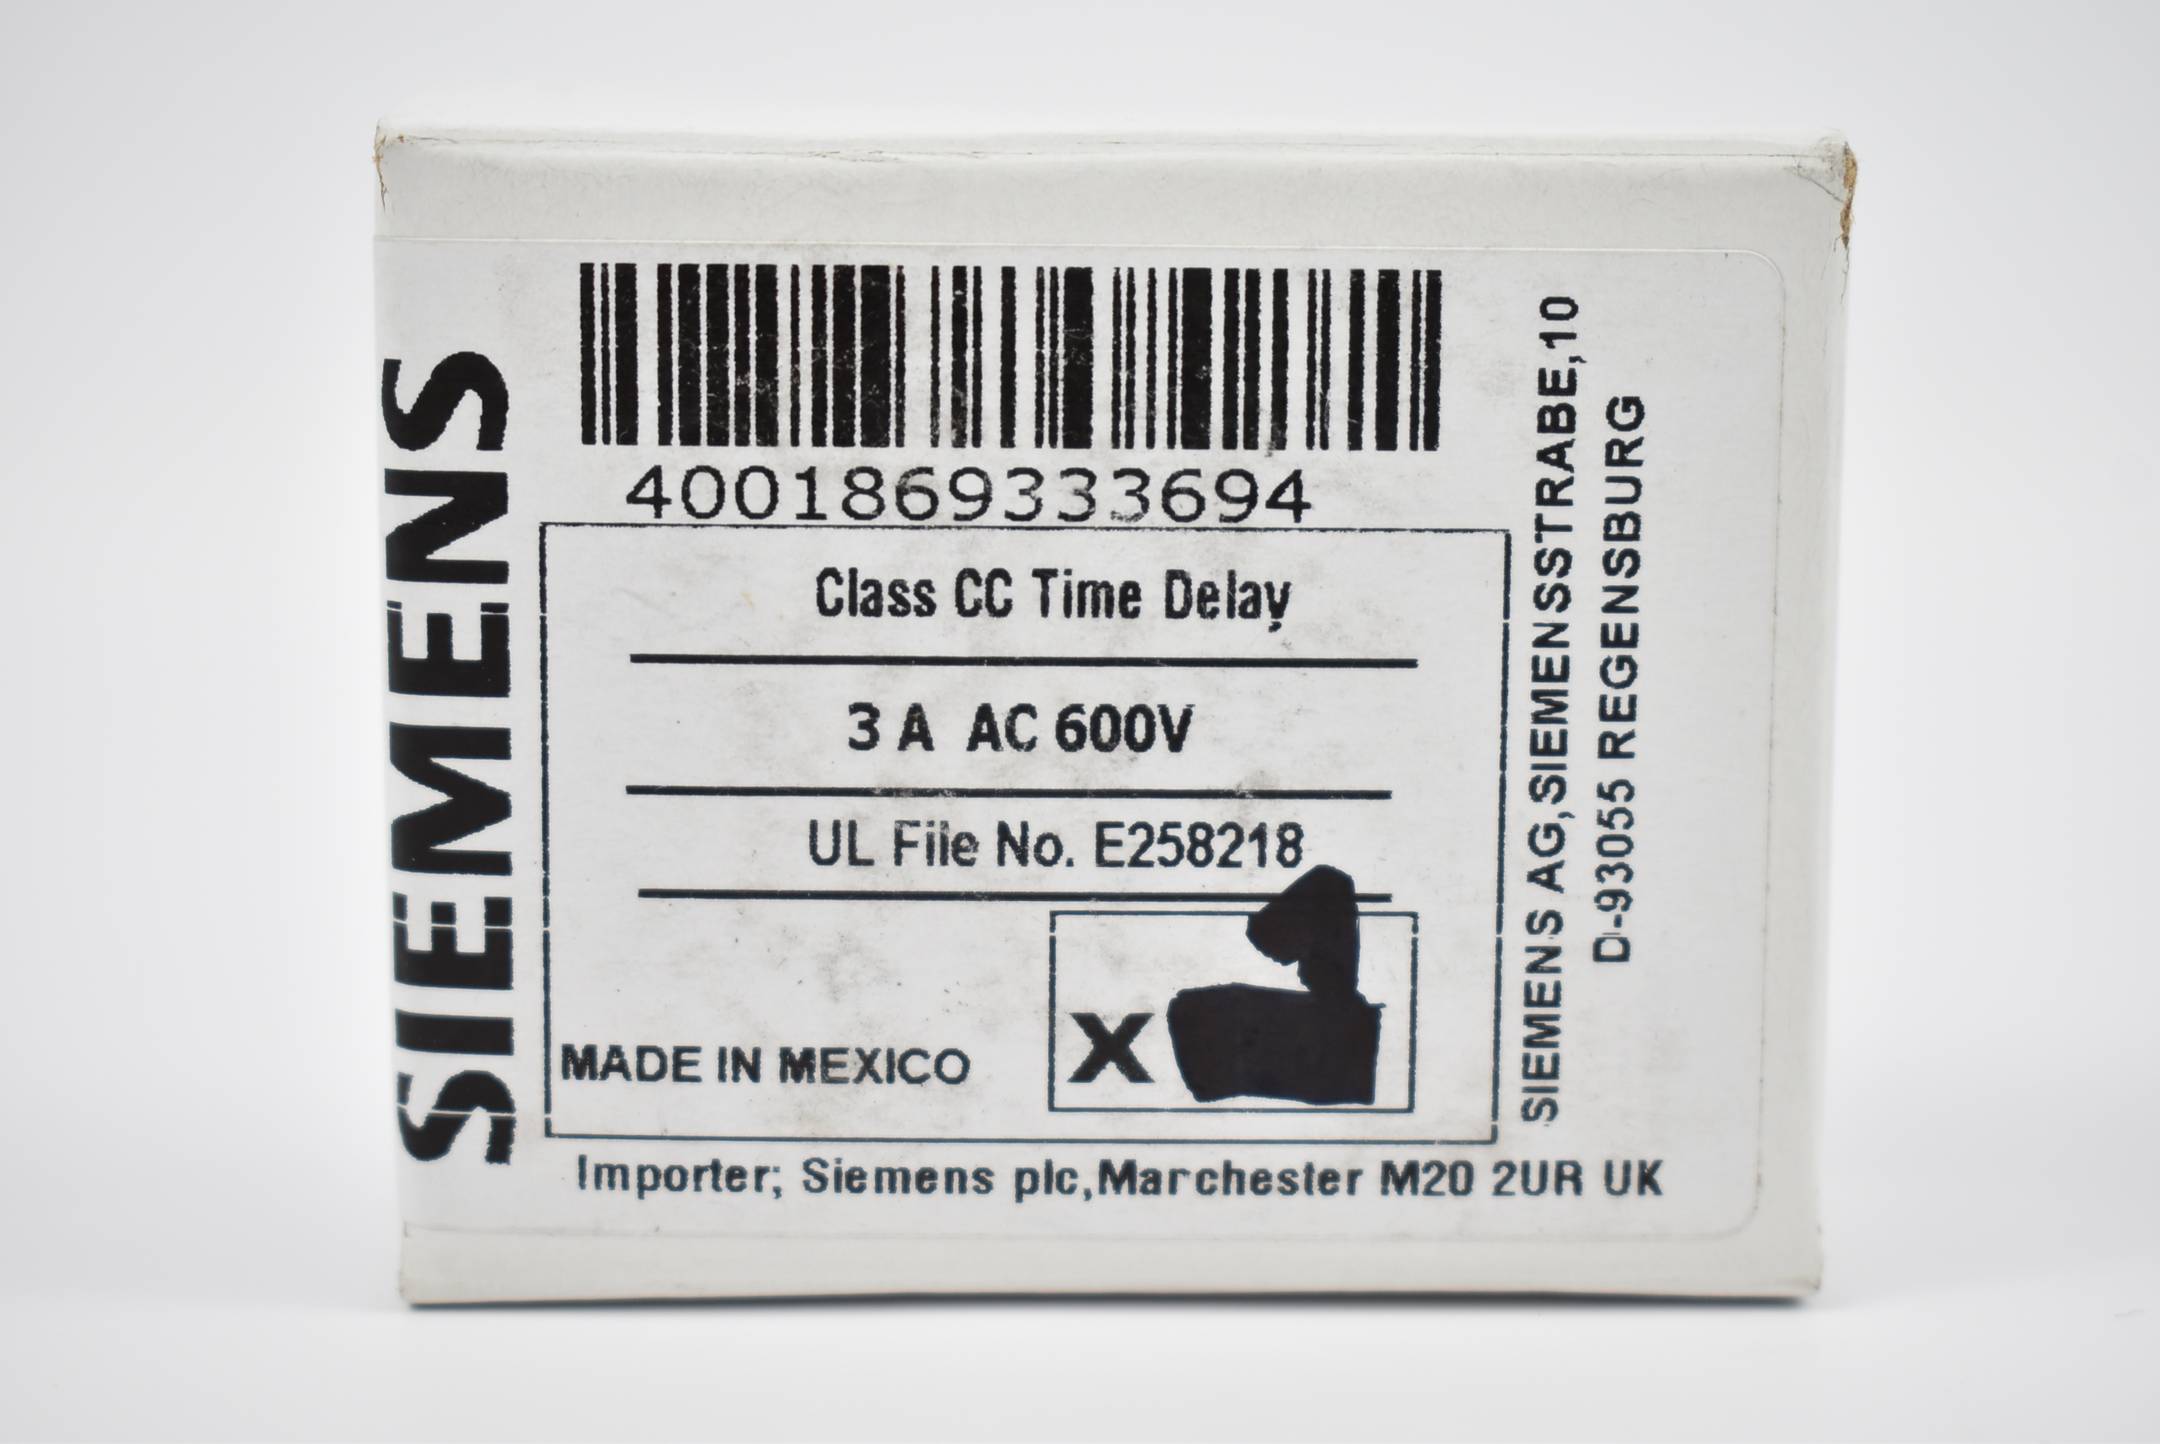 SIEMENS
4001869333694
Class CC Time Delay
3 A AC 600V
UL File No. E258218
MADE IN MEXICO
X
Importer; Siemens plc,Marchester M20 2UR UK
SIEMENS AG,SIEMENSSTRABE,10
D-93055 REGENSBURG